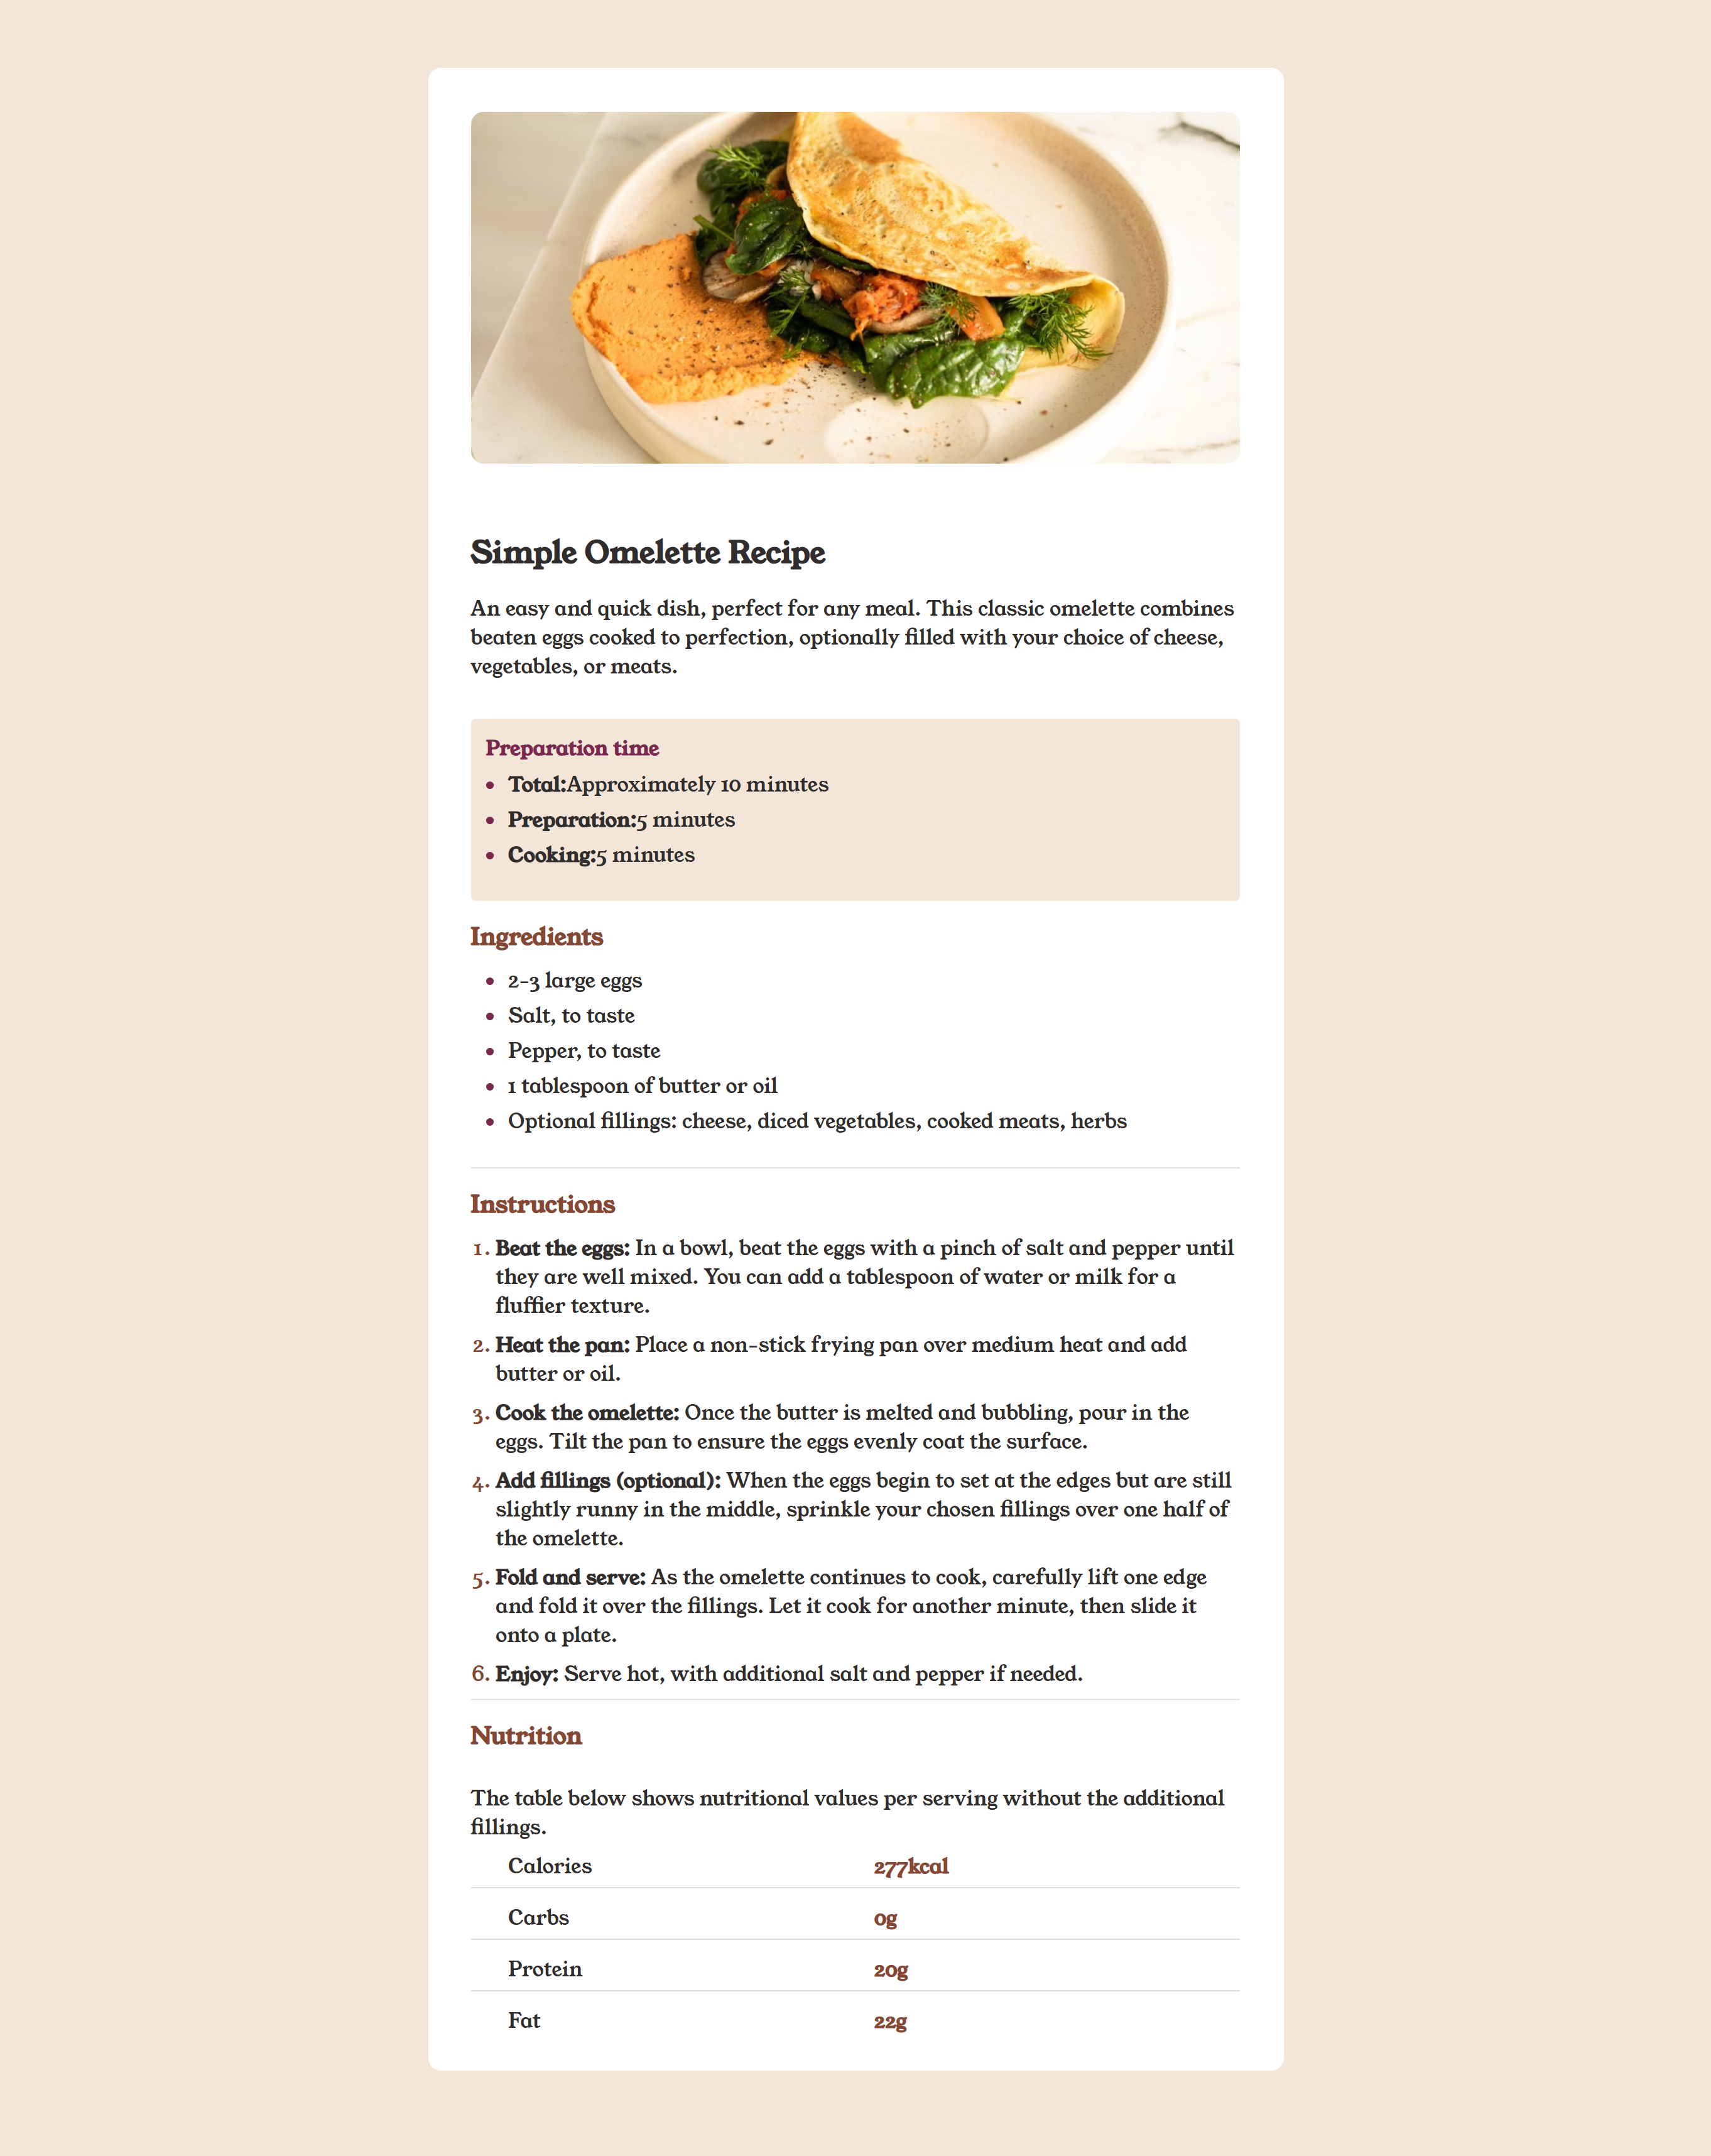 Simple Omelette Recipe
An easy and quick dish, perfect for any meal. This classic omelette combines
beaten eggs cooked to perfection, optionally filled with your choice of cheese,
vegetables, or meats.
Preparation time
• Total:Approximately 10 minutes
• Preparation:5 minutes
• Cooking:5 minutes
Ingredients
• 2-3 large eggs
• Salt, to taste
• Pepper, to taste
• 1 tablespoon of butter or oil
• Optional fillings: cheese, diced vegetables, cooked meats, herbs
Instructions
1. Beat the eggs: In a bowl, beat the eggs with a pinch of salt and pepper until
they are well mixed. You can add a tablespoon of water or milk for a
fluffier texture.
2. Heat the pan: Place a non-stick frying pan over medium heat and add
butter or oil.
3. Cook the omelette: Once the butter is melted and bubbling, pour in the
eggs. Tilt the pan to ensure the eggs evenly coat the surface.
4. Add fillings (optional): When the eggs begin to set at the edges but are still
slightly runny in the middle, sprinkle your chosen fillings over one half of
the omelette.
5. Fold and serve: As the omelette continues to cook, carefully lift one edge
and fold it over the fillings. Let it cook for another minute, then slide it
onto a plate.
6. Enjoy: Serve hot, with additional salt and pepper if needed.
Nutrition
The table below shows nutritional values per serving without the additional
fillings.
Calories 277kcal
Carbs 0g
Protein 20g
Fat 22g